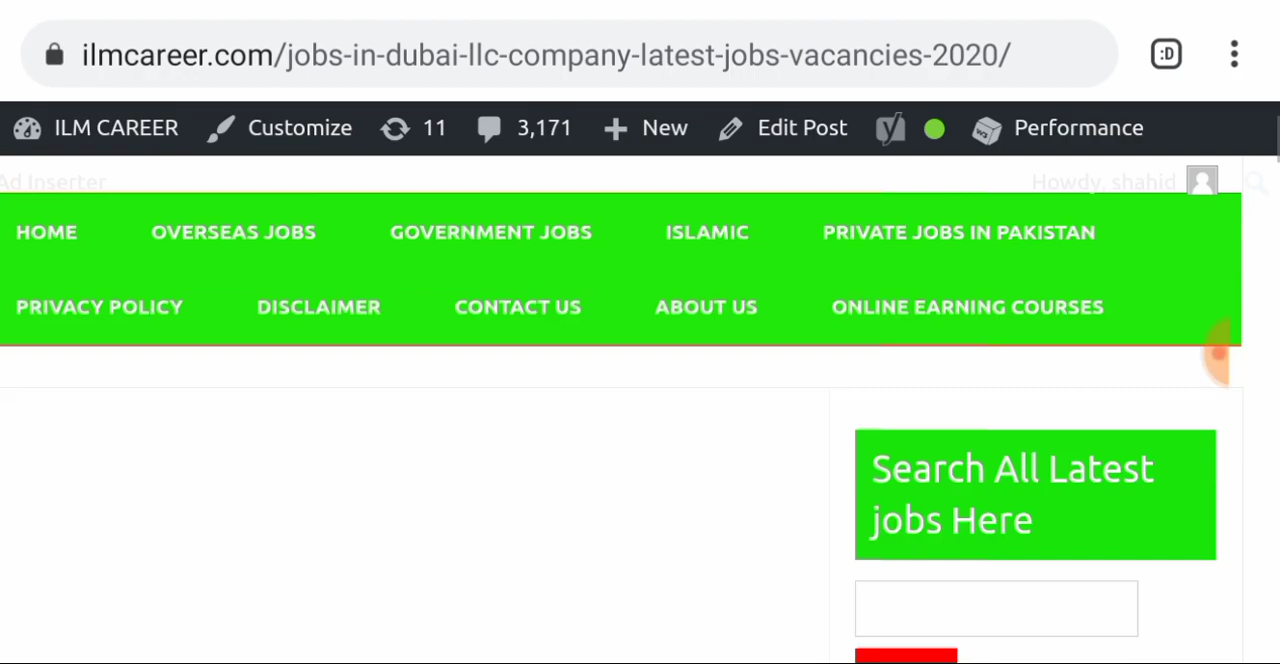 ilmcareer.com/jobs-in-dubai-llc-company-latest-jobs-vacancies-2020/ :D
ILM CAREER Customize 11 3,171 New Edit Post Performance
Ad Inserter Howdy, shahid
HOME OVERSEAS JOBS GOVERNMENT JOBS ISLAMIC PRIVATE JOBS IN PAKISTAN
PRIVACY POLICY DISCLAIMER CONTACT US ABOUT US ONLINE EARNING COURSES
Search All Latest
jobs Here